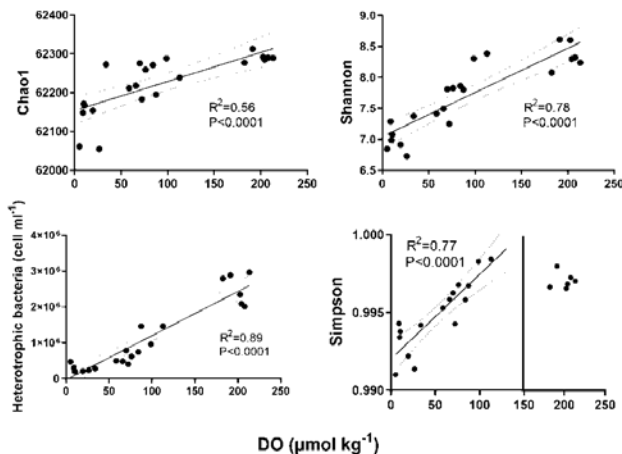 62400
62300
62200
62100
62000
Chao1
R²=0.56
P<0.0001
0 50 100 150 200 250
9.0
8.5
8.0
7.5
7.0
6.5
Shannon
R²=0.78
P<0.0001
0 50 100 150 200 250
4×10⁶
3×10⁶
2×10⁶
1×10⁶
0
Heterotrophic bacteria (cell ml⁻¹)
R²=0.89
P<0.0001
0 50 100 150 200 250
1.000
0.995
0.990
Simpson
R²=0.77
P<0.0001
0 50 100 150 200 250
DO (µmol kg⁻¹)